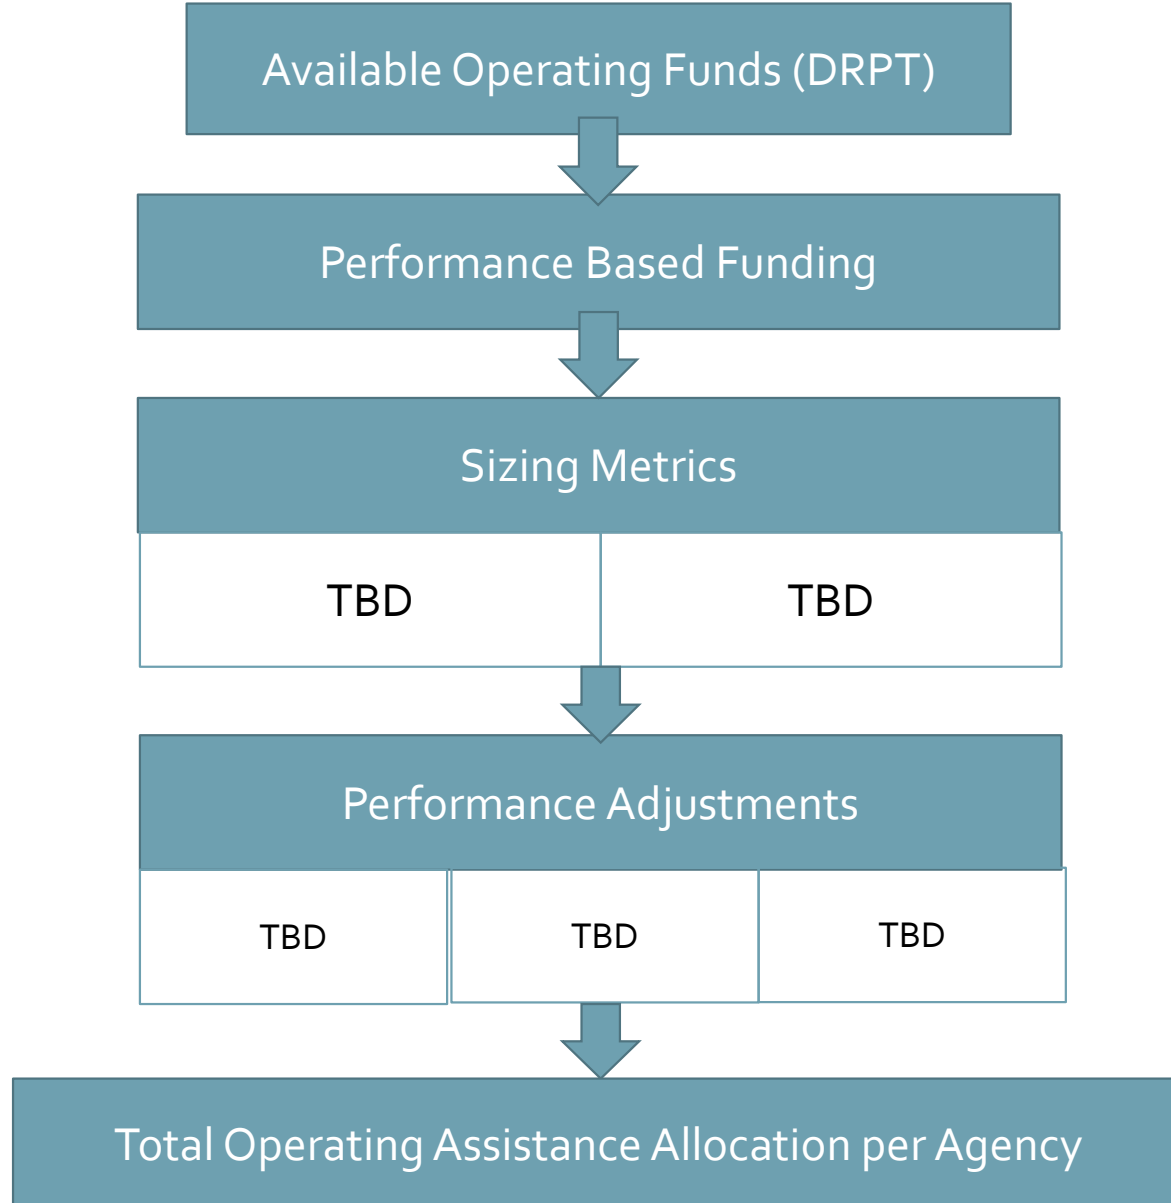 Available Operating Funds (DRPT)
Performance Based Funding
Sizing Metrics
TBD TBD
Performance Adjustments
TBD TBD TBD
Total Operating Assistance Allocation per Agency